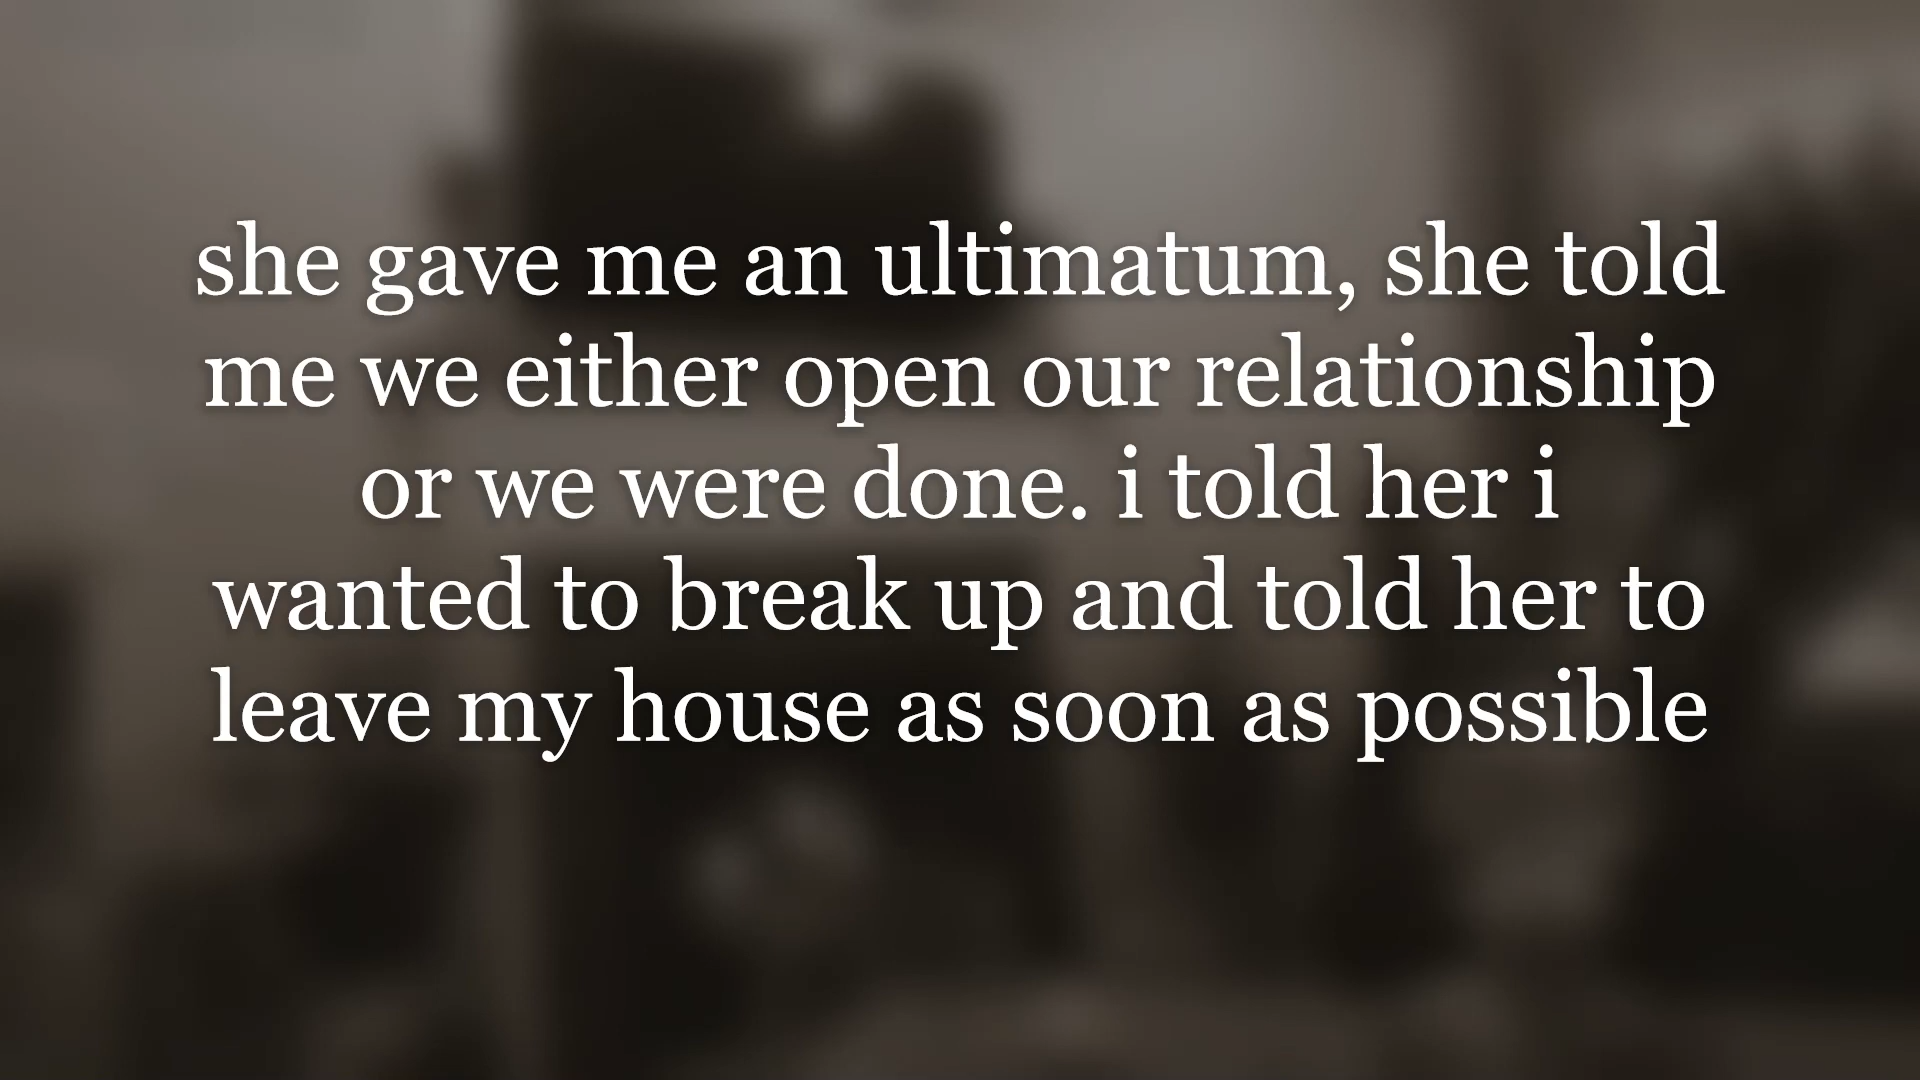 she gave me an ultimatum, she told
me we either open our relationship
or we were done. i told her i
wanted to break up and told her to
leave my house as soon as possible